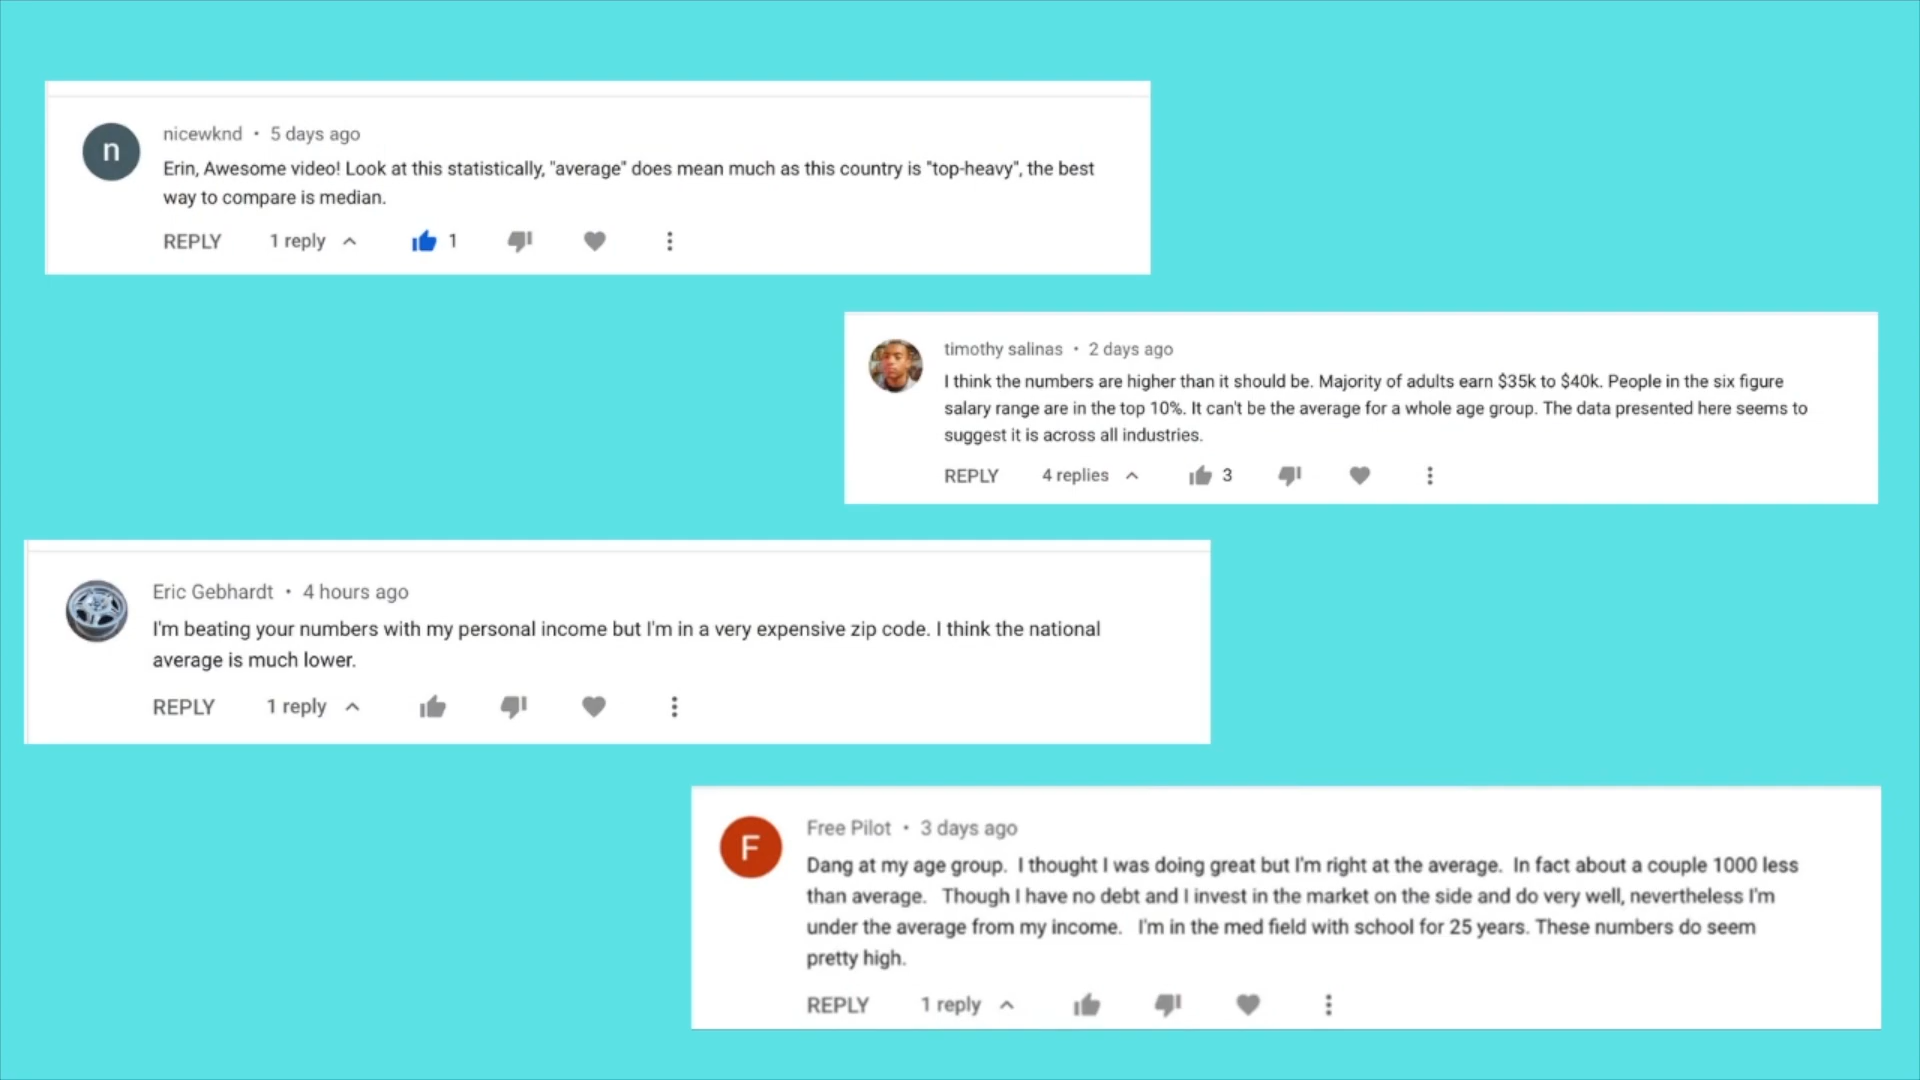 n
nicewknd • 5 days ago
Erin, Awesome video! Look at this statistically, "average" does mean much as this country is "top-heavy", the best
way to compare is median.
REPLY 1 reply 1
timothy salinas • 2 days ago
I think the numbers are higher than it should be. Majority of adults earn $35k to $40k. People in the six figure
salary range are in the top 10%. It can't be the average for a whole age group. The data presented here seems to
suggest it is across all industries.
REPLY 4 replies 3
Eric Gebhardt • 4 hours ago
I'm beating your numbers with my personal income but I'm in a very expensive zip code. I think the national
average is much lower.
REPLY 1 reply
F
Free Pilot • 3 days ago
Dang at my age group. I thought I was doing great but I'm right at the average. In fact about a couple 1000 less
than average. Though I have no debt and I invest in the market on the side and do very well, nevertheless I'm
under the average from my income. I'm in the med field with school for 25 years. These numbers do seem
pretty high.
REPLY 1 reply